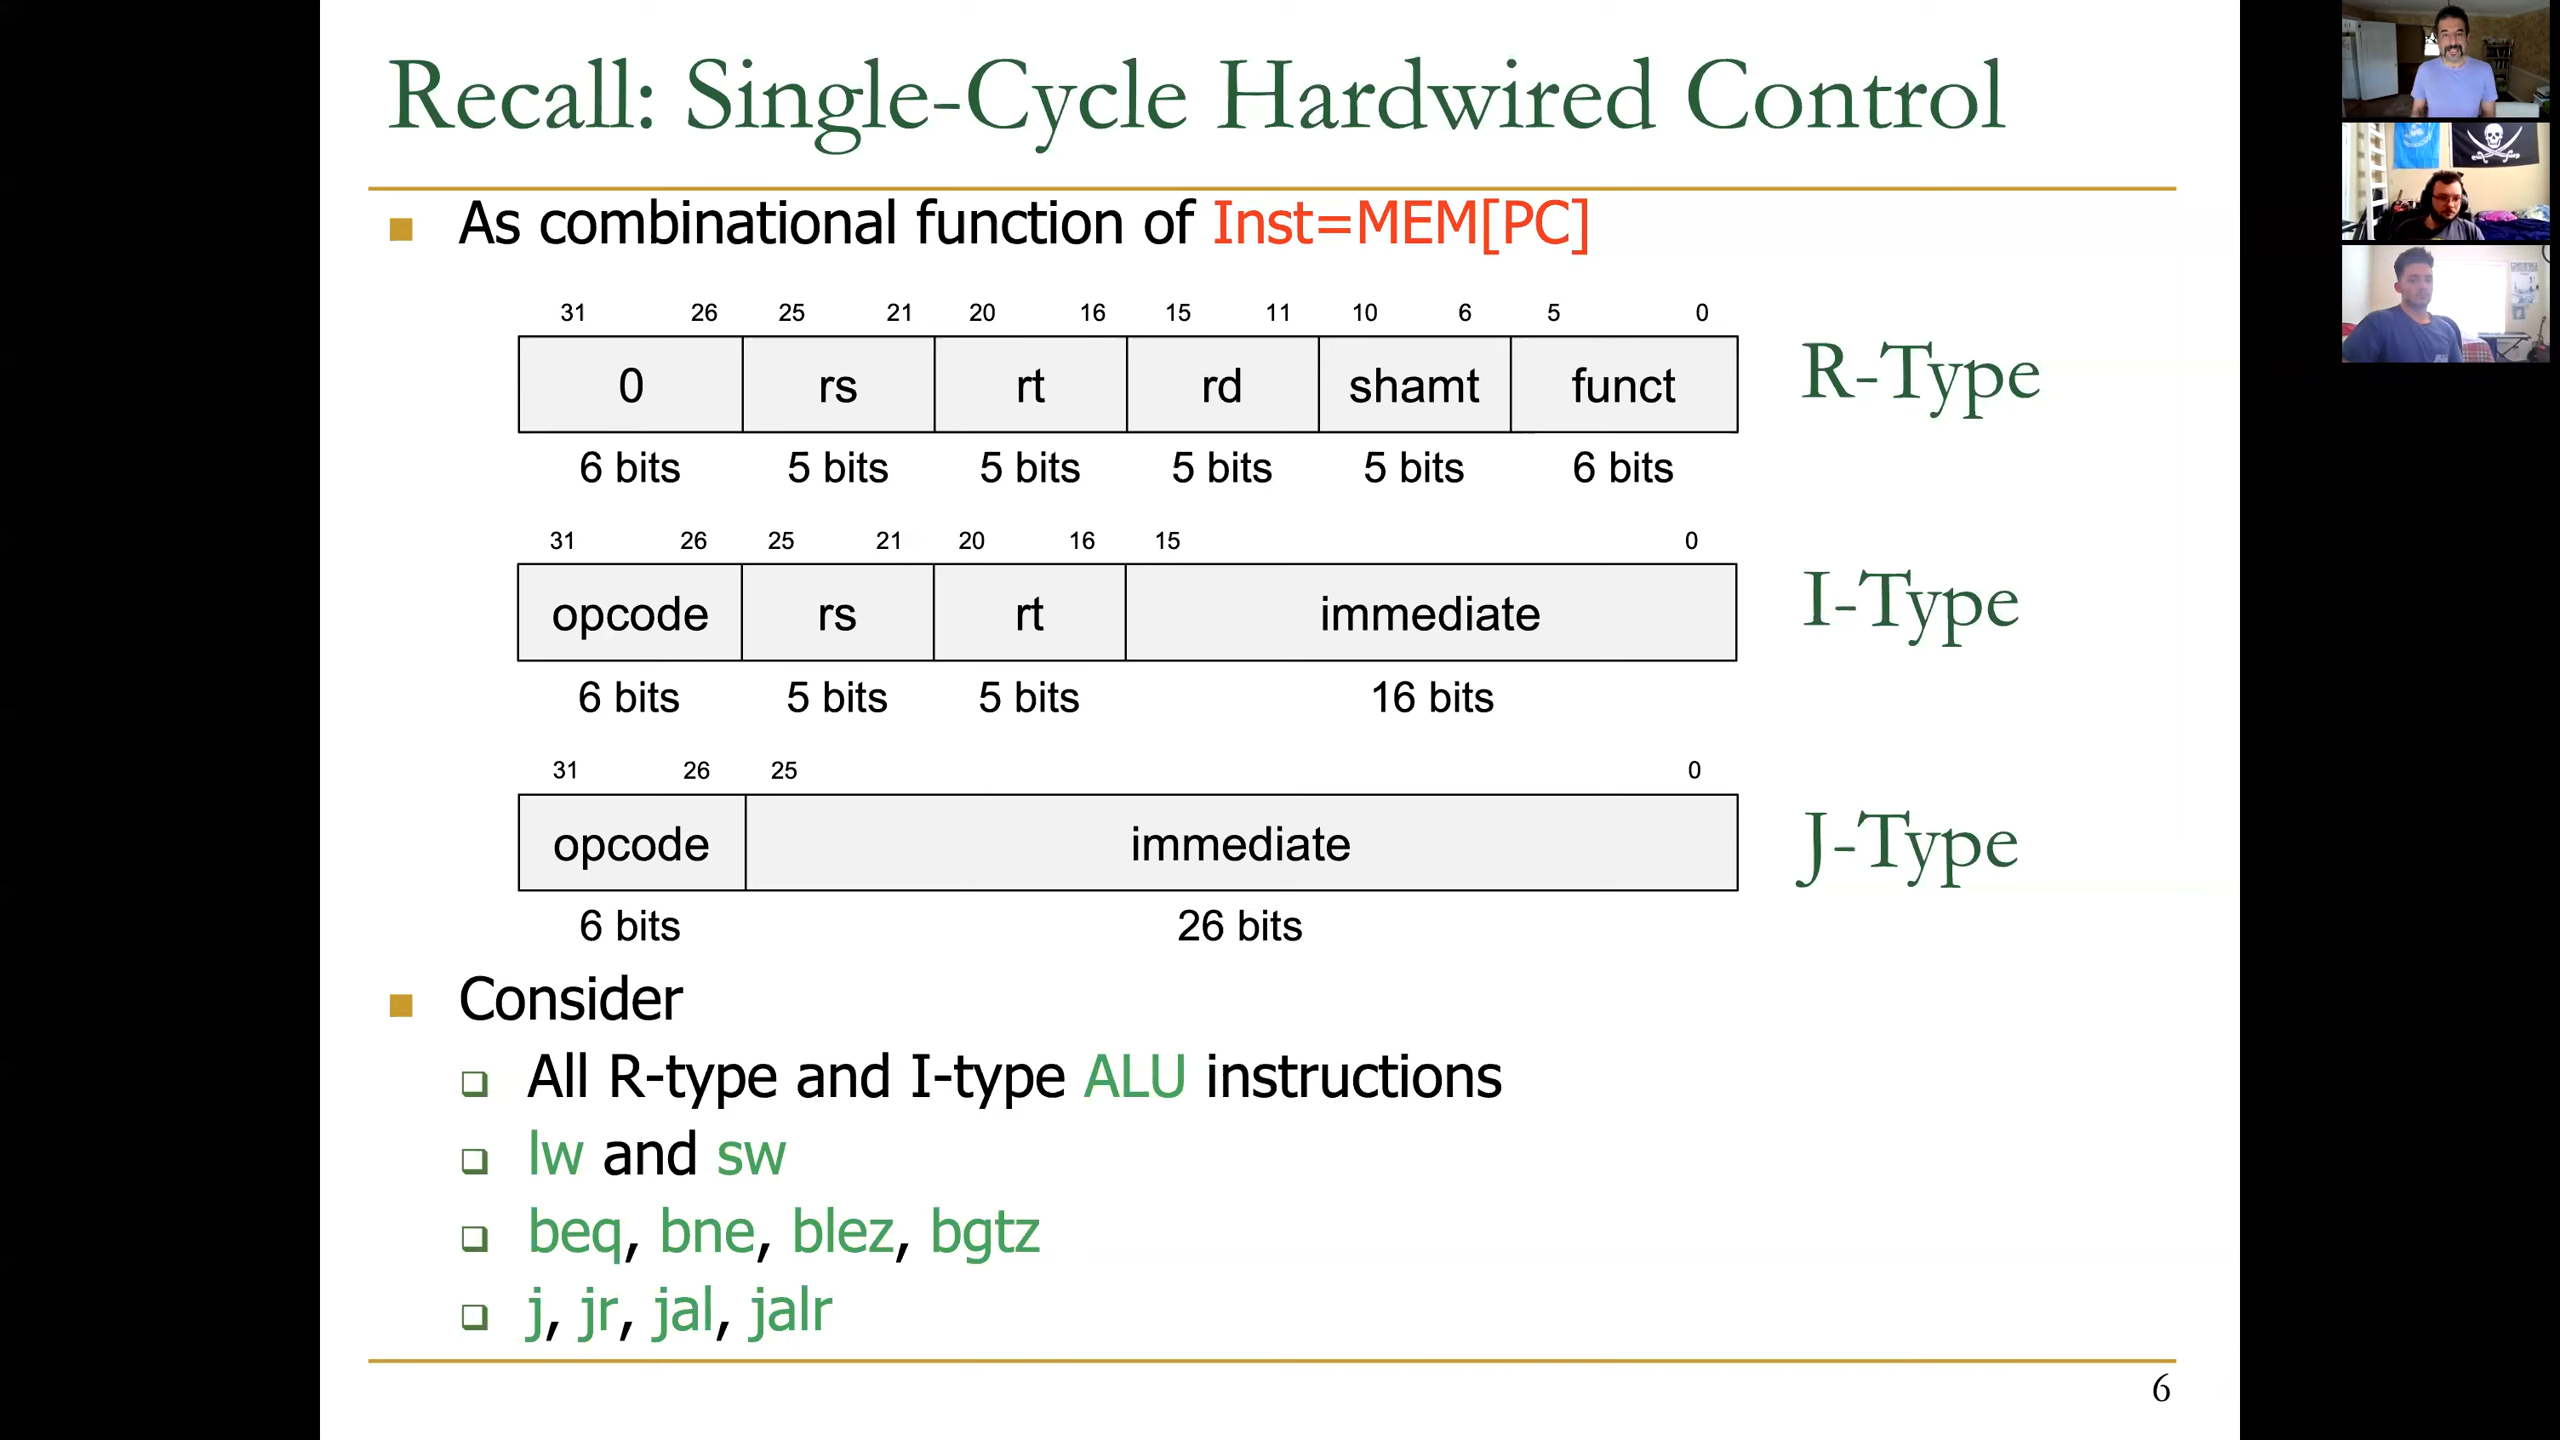 Recall: Single-Cycle Hardwired Control
As combinational function of Inst=MEM[PC]
31 26 25 21 20 16 15 11 10 6 5 0
0 rs rt rd shamt funct R-Type
6 bits 5 bits 5 bits 5 bits 5 bits 6 bits
31 26 25 21 20 16 15 0
opcode rs rt immediate I-Type
6 bits 5 bits 5 bits 16 bits
31 26 25 0
opcode immediate J-Type
6 bits 26 bits
Consider
All R-type and I-type ALU instructions
lw and sw
beq, bne, blez, bgtz
j, jr, jal, jalr
6